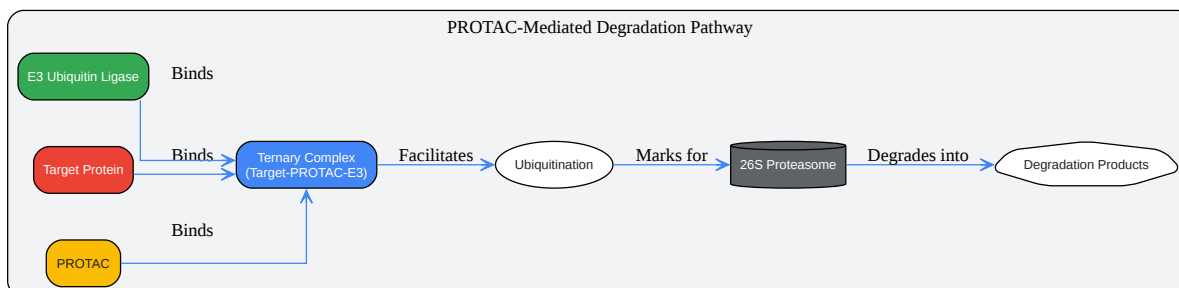 PROTAC-Mediated Degradation Pathway
E3 Ubiquitin Ligase
Binds
Target Protein
Binds
Ternary Complex
(Target-PROTAC-E3)
Facilitates
Ubiquitination
Marks for
26S Proteasome
Degrades into
Degradation Products
Binds
PROTAC